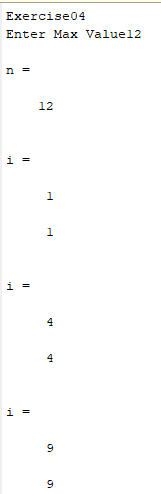 Exercise04
Enter Max Value12
n =
12
i =
1
1
i =
4
4
i =
9
9